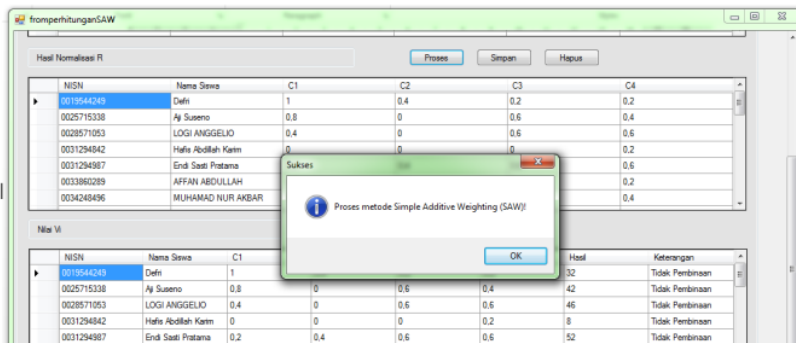 fromperhitunganSAW
Hasil Normalisasi R Proses Simpan Hapus
NISN Nama Siswa C1 C2 C3 C4
0019544249 Defri 1 0,4 0,2 0,2
0025715338 Aji Suseno 0,8 0 0,6 0,4
0028571053 LOGI ANGGELIO 0,4 0 0,6 0,6
0031294842 Hafis Abdillah Karim 0 0 0 0,2
0031294987 Endi Sasti Pratama 0,6
0033860289 AFFAN ABDULLAH 0,2
0034248496 MUHAMAD NUR AKBAR 0,4
Sukses
Proses metode Simple Additive Weighting (SAW)!
OK
Nilai Vi
NISN Nama Siswa C1 Hasil Keterangan
0019544249 Defri 1 32 Tidak Pembinaan
0025715338 Aji Suseno 0,8 0 0,6 0,4 42 Tidak Pembinaan
0028571053 LOGI ANGGELIO 0,4 0 0,6 0,6 46 Tidak Pembinaan
0031294842 Hafis Abdillah Karim 0 0 0 0,2 8 Tidak Pembinaan
0031294987 Endi Sasti Pratama 0,2 0,4 0,6 0,6 52 Tidak Pembinaan